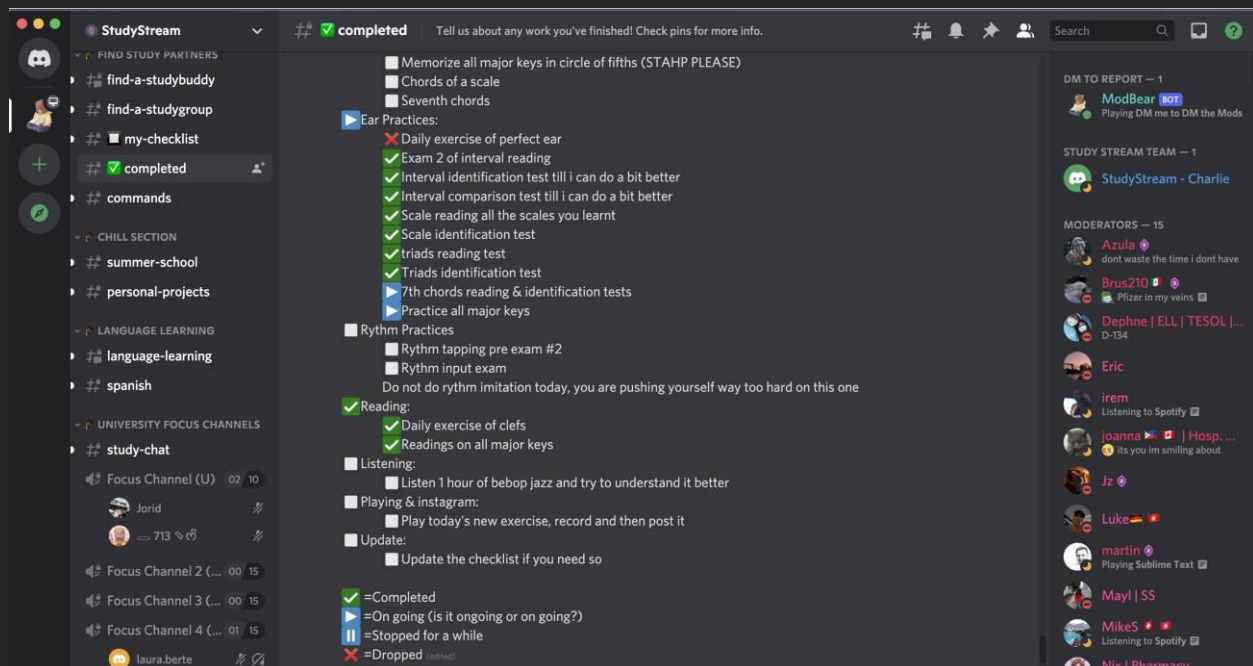 StudyStream
FIND STUDY PARTNERS
find-a-studybuddy
find-a-studygroup
my-checklist
completed
commands
CHILL SECTION
summer-school
personal-projects
LANGUAGE LEARNING
language-learning
spanish
UNIVERSITY FOCUS CHANNELS
study-chat
Focus Channel (U) 02 10
Jorid
713
Focus Channel 2 (... 00 15
Focus Channel 3 (... 00 15
Focus Channel 4 (... 01 15
laura.berte
completed Tell us about any work you've finished! Check pins for more info.
Search
Memorize all major keys in circle of fifths (STAHP PLEASE)
Chords of a scale
Seventh chords
Ear Practices:
Daily exercise of perfect ear
Exam 2 of interval reading
Interval identification test till i can do a bit better
Interval comparison test till i can do a bit better
Scale reading all the scales you learnt
Scale identification test
triads reading test
Triads identification test
7th chords reading & identification tests
Practice all major keys
Rythm Practices
Rythm tapping pre exam #2
Rythm input exam
Do not do rythm imitation today, you are pushing yourself way too hard on this one
Reading:
Daily exercise of clefs
Readings on all major keys
Listening:
Listen 1 hour of bebop jazz and try to understand it better
Playing & instagram:
Play today's new exercise, record and then post it
Update:
Update the checklist if you need so
=Completed
=On going (is it ongoing or on going?)
=Stopped for a while
=Dropped (edited)
DM TO REPORT — 1
ModBear BOT
Playing DM me to DM the Mods
STUDY STREAM TEAM — 1
StudyStream - Charlie
MODERATORS — 15
Azula
dont waste the time i dont have
Brus210
Pfizer in my veins
Dephne | ELL | TESOL |...
D-134
Eric
irem
Listening to Spotify
joanna | Hosp. ...
its you im smiling about
Jz
Luke
martin
Playing Sublime Text
Mayl | SS
MikeS
Listening to Spotify
Nix | Pharmacy